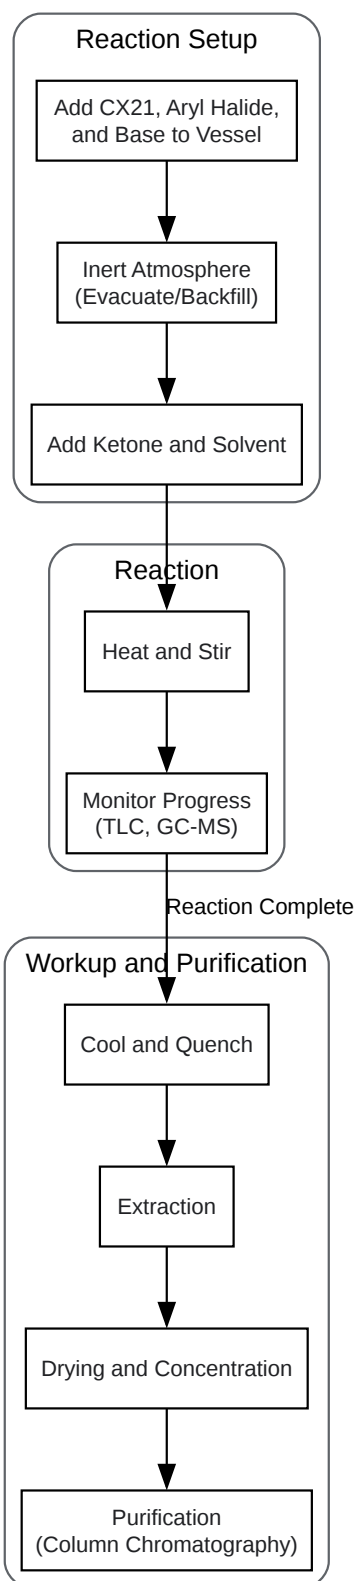 Reaction Setup
Add CX21, Aryl Halide,
and Base to Vessel
Inert Atmosphere
(Evacuate/Backfill)
Add Ketone and Solvent
Reaction
Heat and Stir
Monitor Progress
(TLC, GC-MS)
Reaction Complete
Workup and Purification
Cool and Quench
Extraction
Drying and Concentration
Purification
(Column Chromatography)